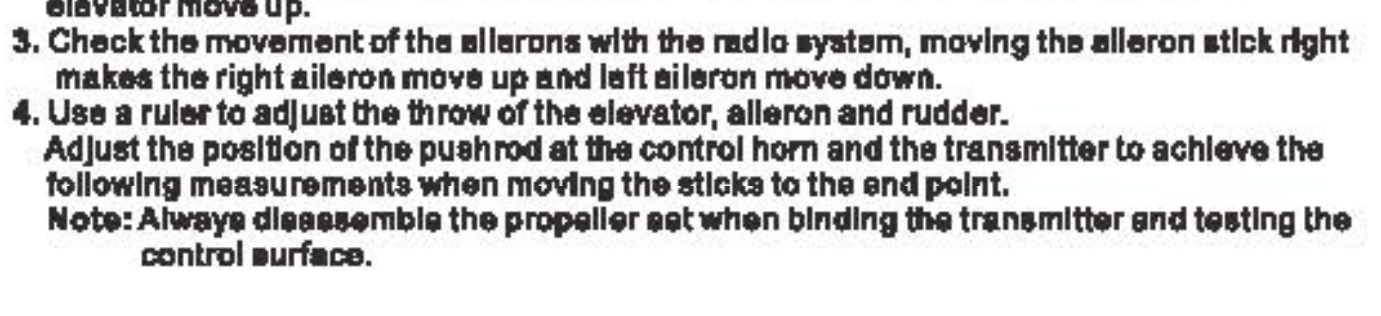 elevator move up.
3. Check the movement of the ailerons with the radio system, moving the aileron stick right
makes the right aileron move up and left aileron move down.
4. Use a ruler to adjust the throw of the elevator, aileron and rudder.
Adjust the position of the pushrod at the control horn and the transmitter to achieve the
following measurements when moving the sticks to the end point.
Note: Always disassemble the propeller set when binding the transmitter and testing the
control surface.